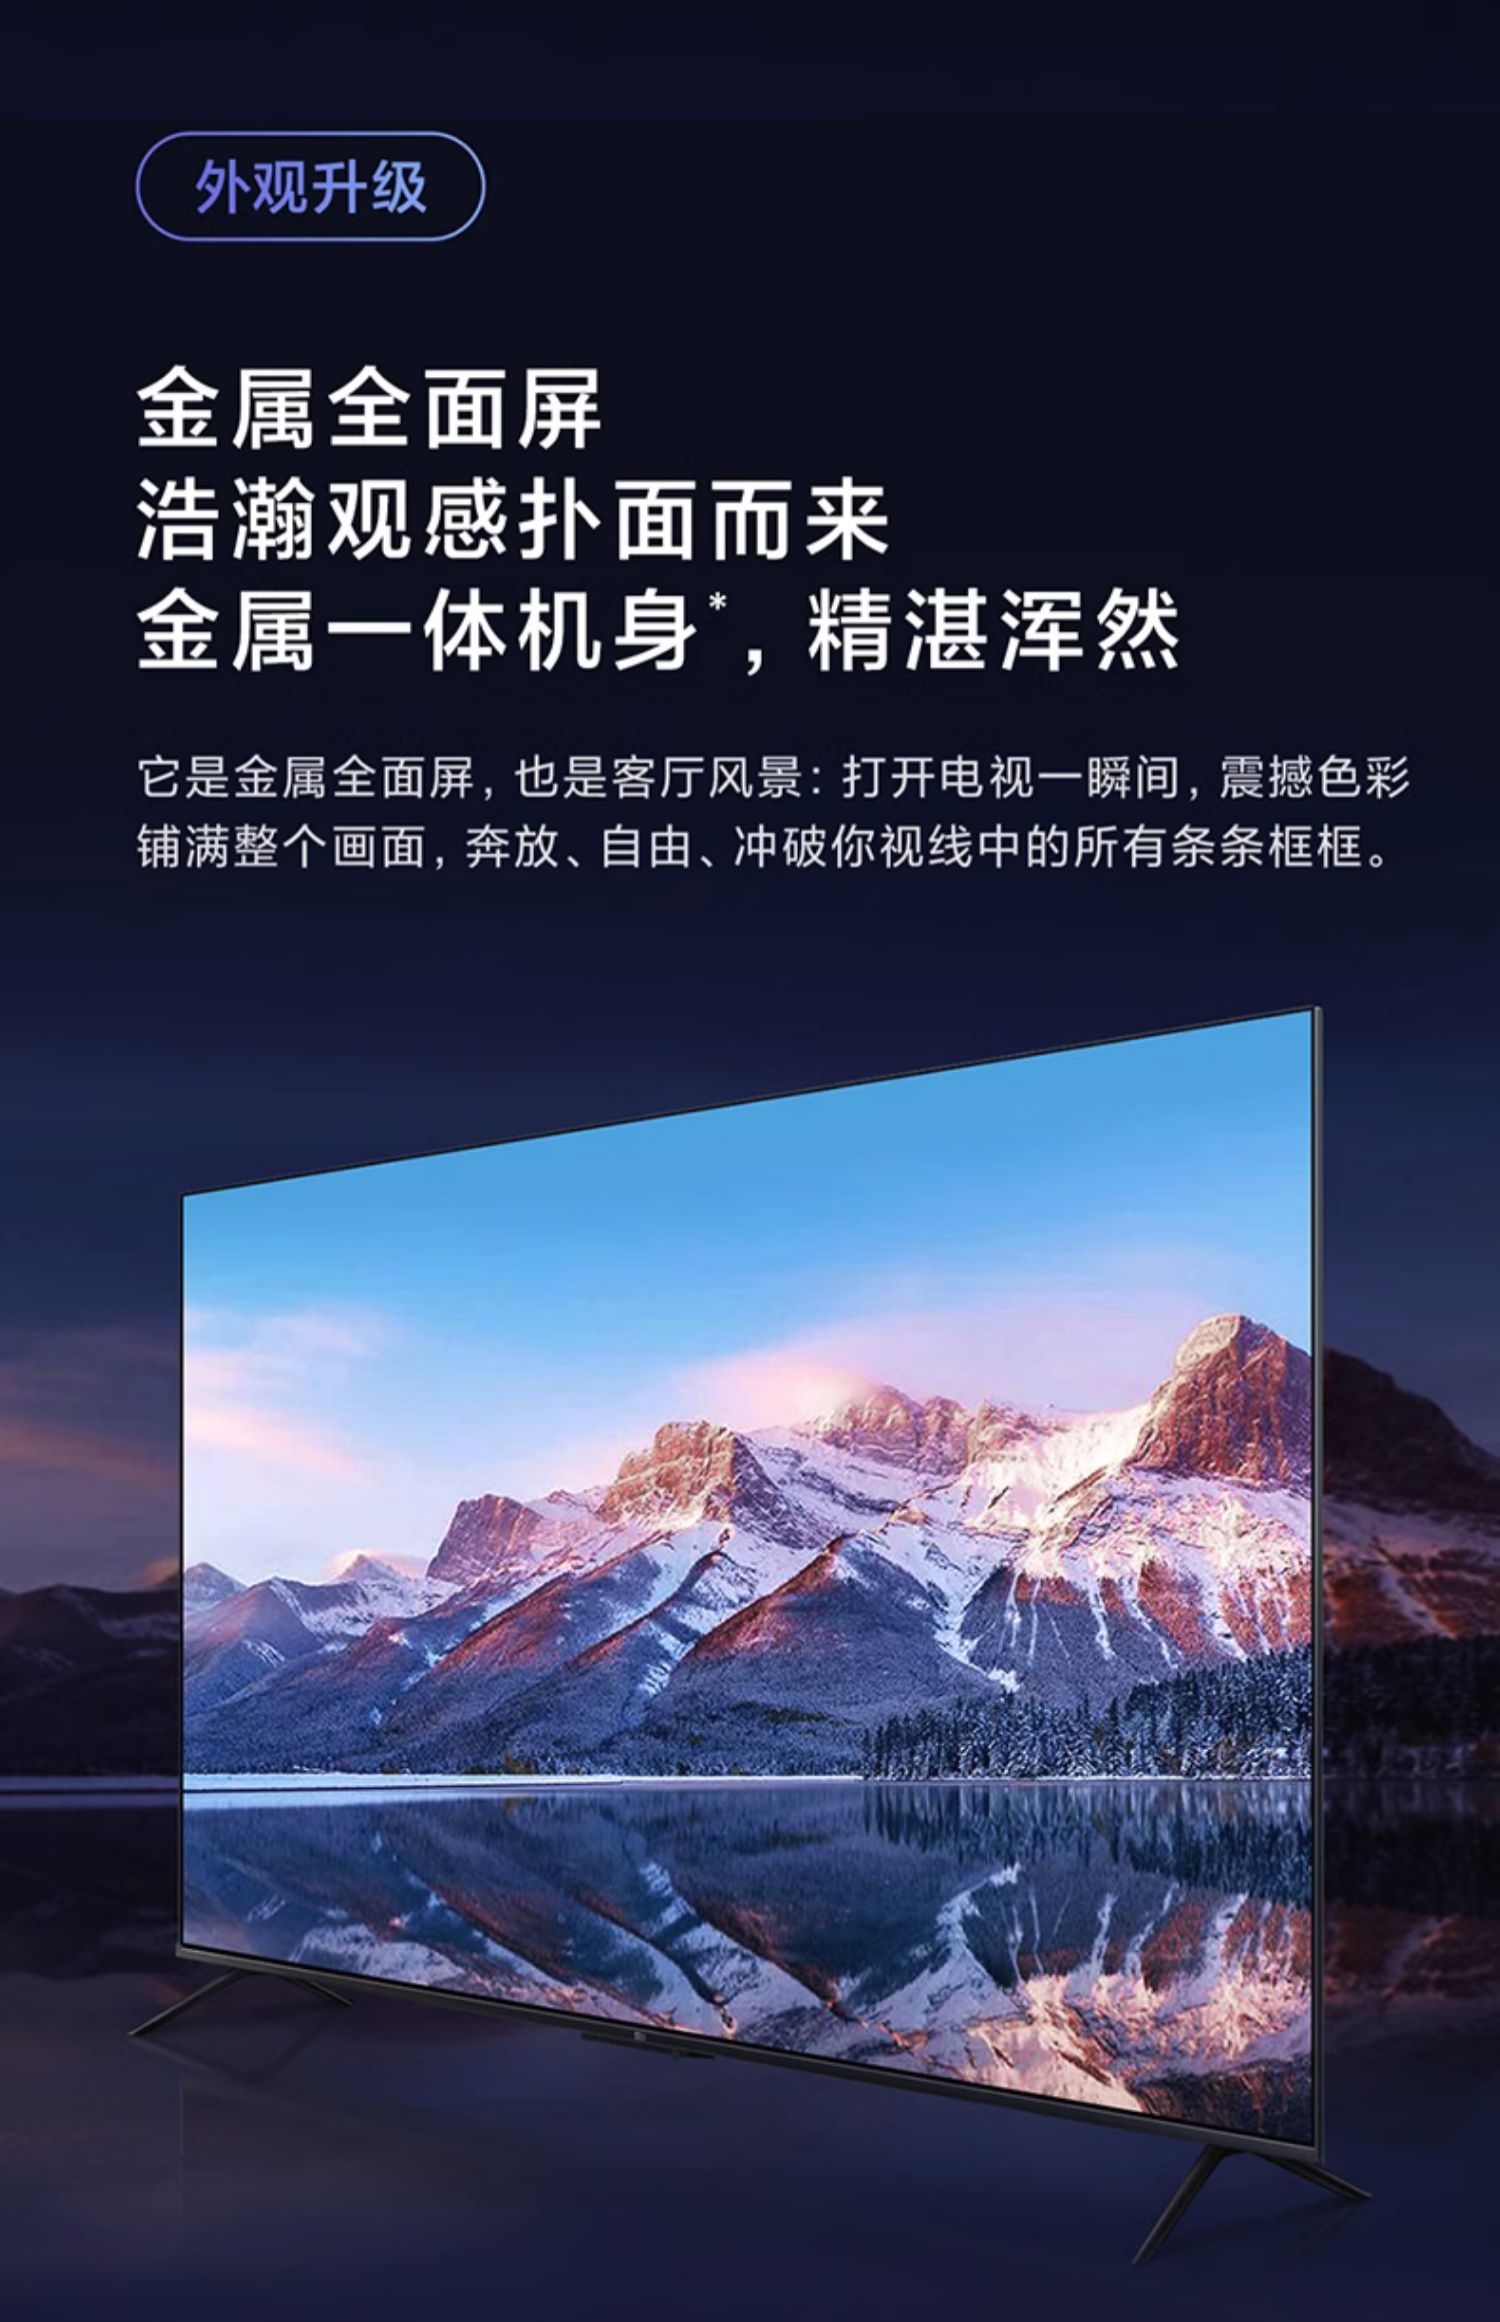 外观升级
金属全面屏
浩瀚观感扑面而来
金属一体机身*，精湛浑然
它是金属全面屏，也是客厅风景：打开电视一瞬间，震撼色彩
铺满整个画面，奔放、自由、冲破你视线中的所有条条框框。